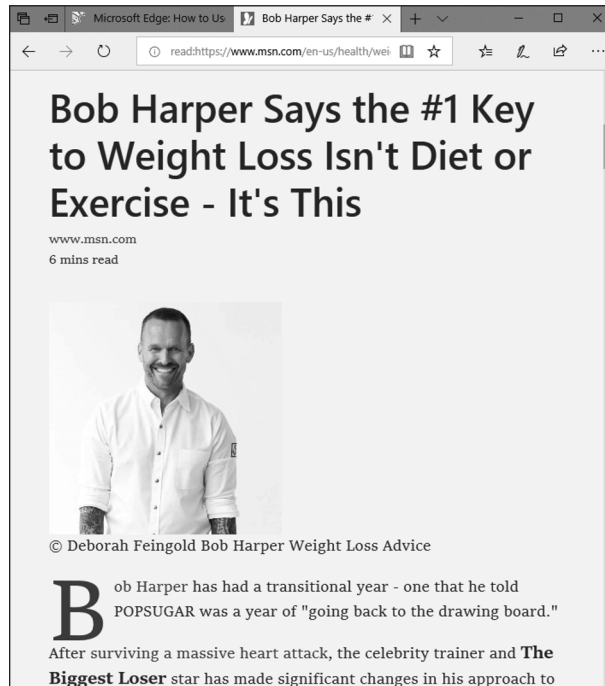 Microsoft Edge: How to Us
Bob Harper Says the #
read:https://www.msn.com/en-us/health/wei
Bob Harper Says the #1 Key
to Weight Loss Isn't Diet or
Exercise - It's This
www.msn.com
6 mins read
© Deborah Feingold Bob Harper Weight Loss Advice
Bob Harper has had a transitional year - one that he told
POPSUGAR was a year of "going back to the drawing board."
After surviving a massive heart attack, the celebrity trainer and The
Biggest Loser star has made significant changes in his approach to